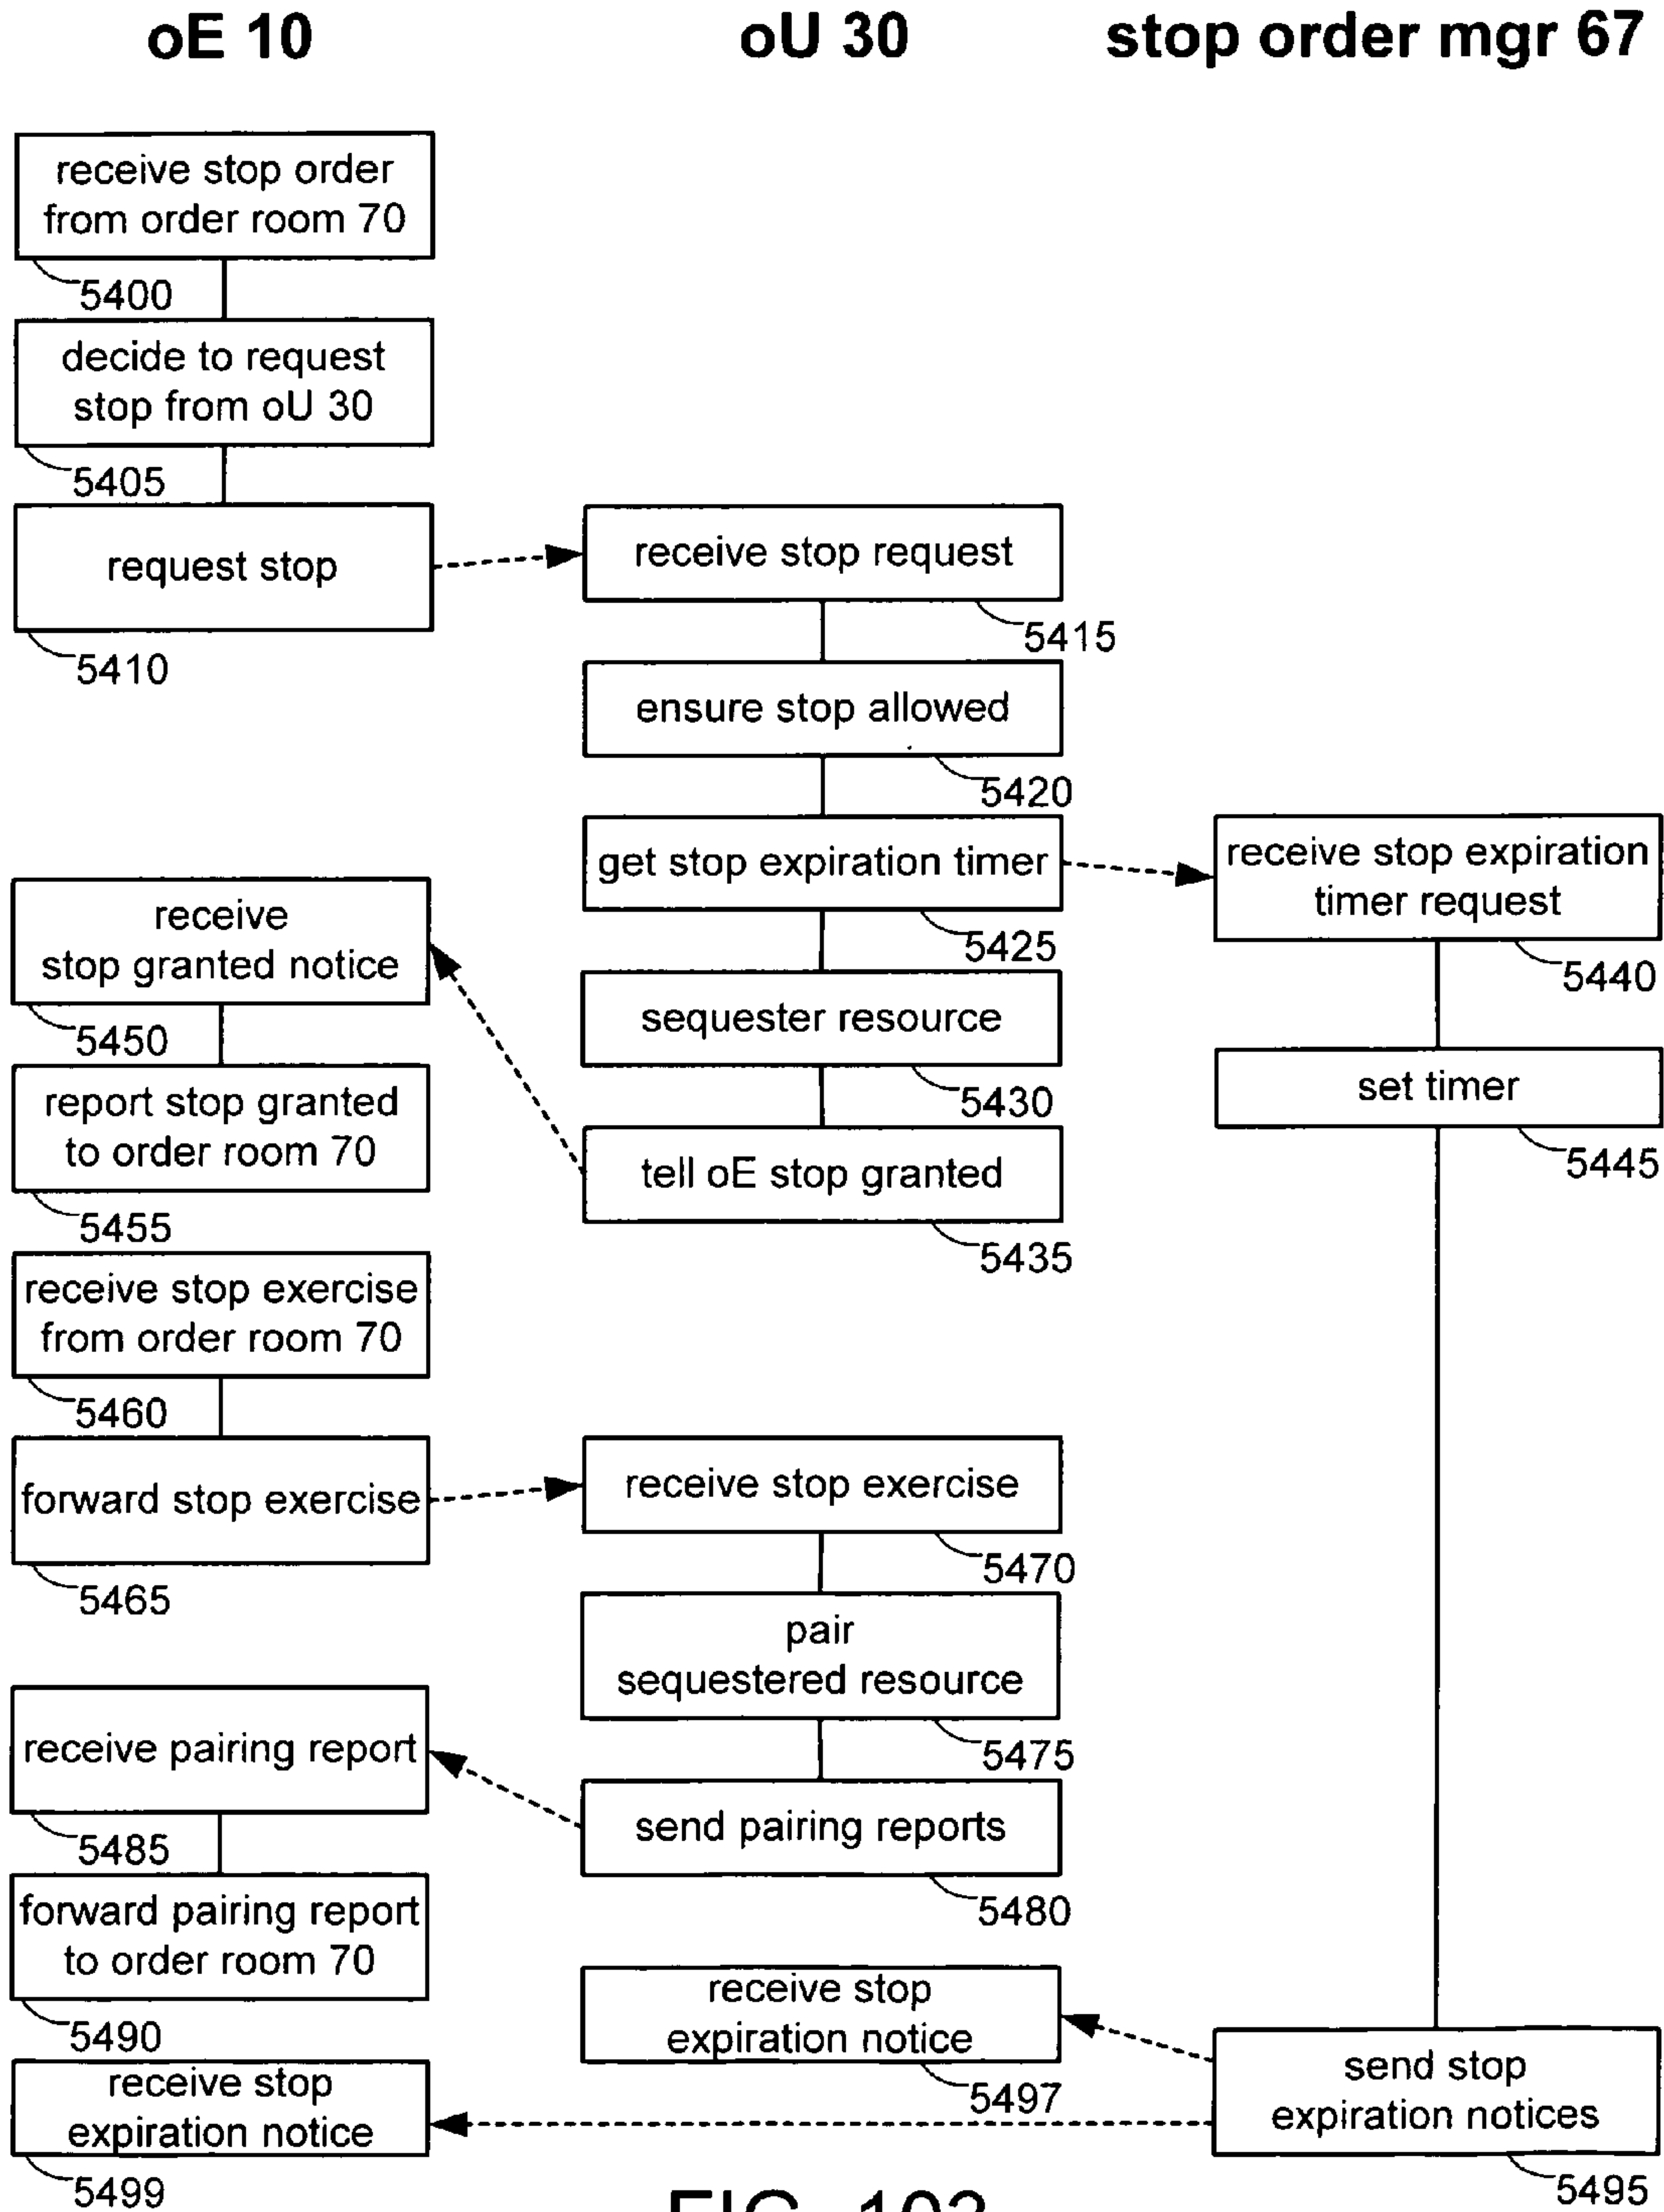 oE 10
oU 30
stop order mgr 67
receive stop order
from order room 70
5400
decide to request
stop from oU 30
5405
request stop
5410
receive stop request
5415
ensure stop allowed
5420
get stop expiration timer
5425
receive stop expiration
timer request
5440
receive
stop granted notice
5450
sequester resource
5430
set timer
5445
report stop granted
to order room 70
5455
tell oE stop granted
5435
receive stop exercise
from order room 70
5460
forward stop exercise
5465
receive stop exercise
5470
pair
sequestered resource
5475
receive pairing report
5485
send pairing reports
5480
forward pairing report
to order room 70
5490
receive stop
expiration notice
5497
send stop
expiration notices
5495
receive stop
expiration notice
5499
FIG. 103